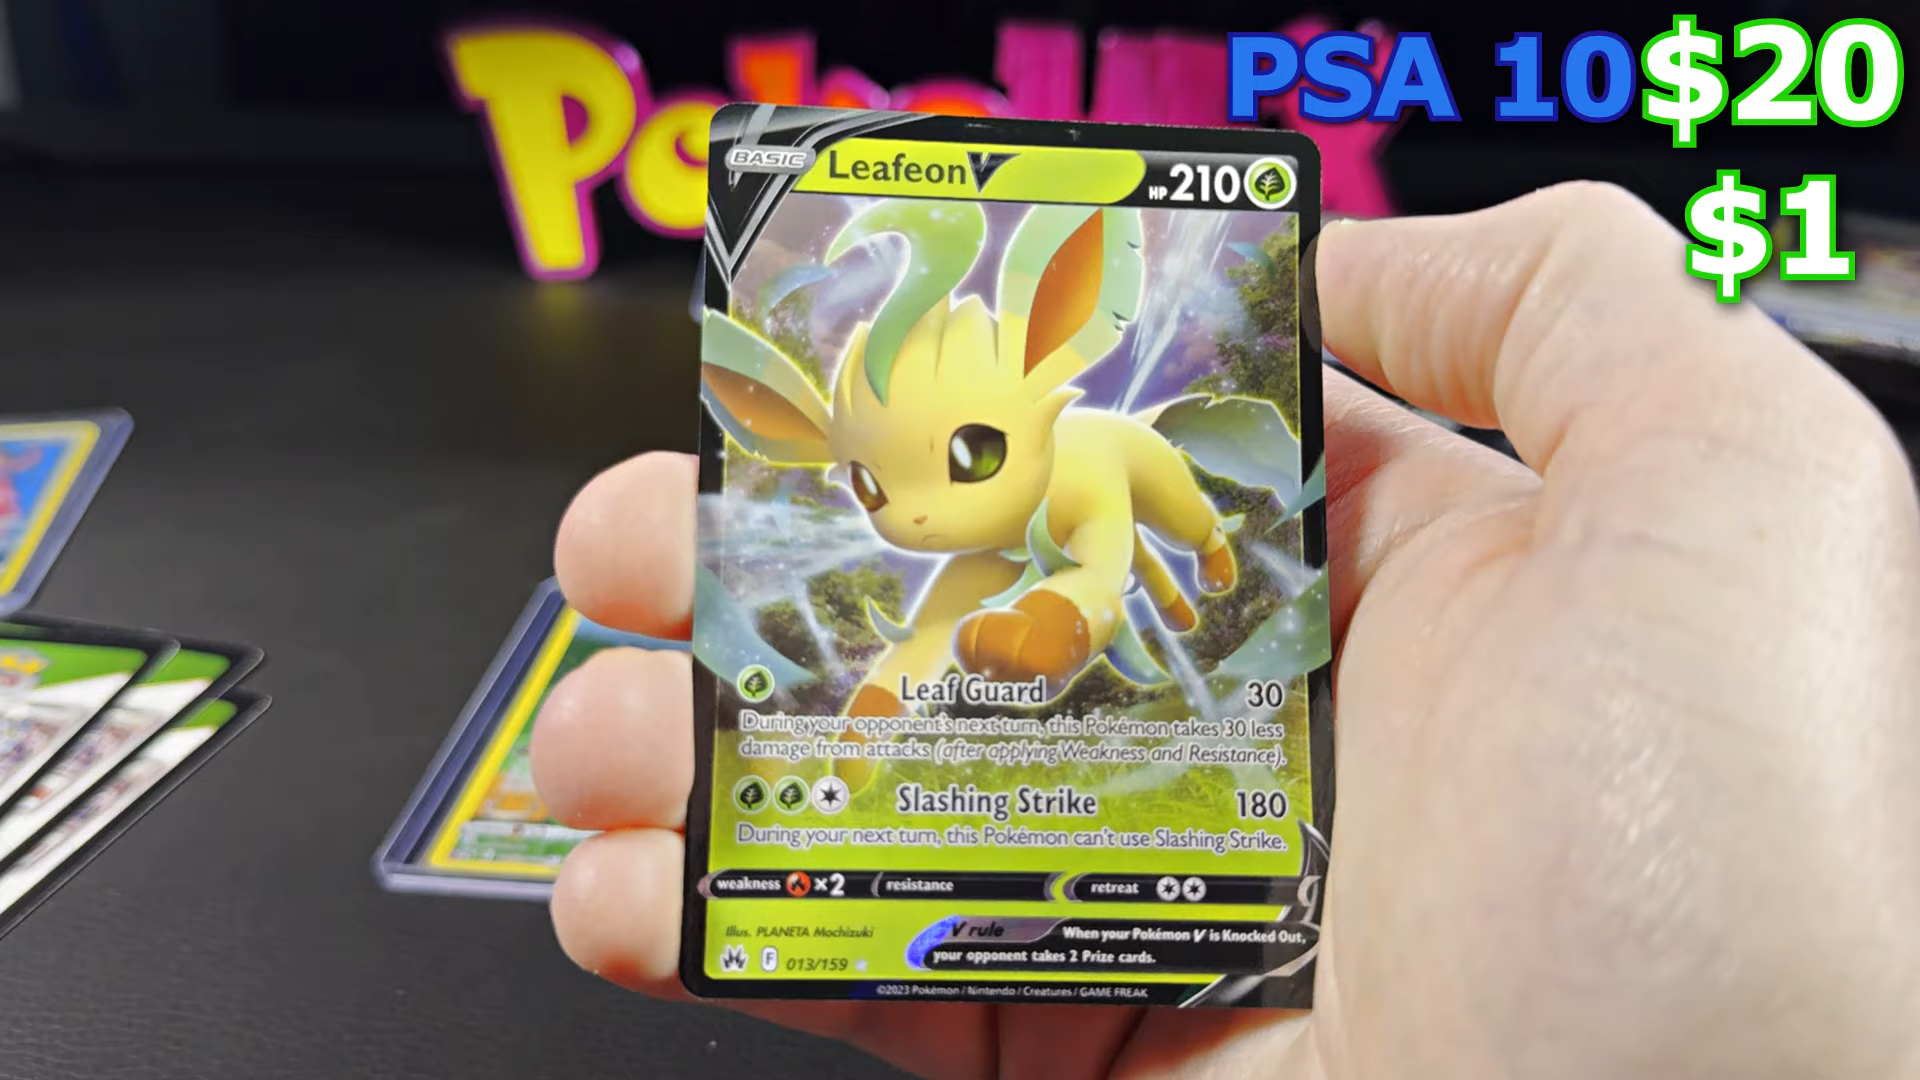 PSA 10 $20
$1
BASIC Leafeon V HP 210
Leaf Guard 30
During your opponent's next turn, this Pokémon takes 30 less
damage from attacks (after applying Weakness and Resistance).
Slashing Strike 180
During your next turn, this Pokémon can't use Slashing Strike.
weakness ×2 resistance retreat
Illus. PLANETA Mochizuki
V rule When your Pokémon V is Knocked Out,
your opponent takes 2 Prize cards.
F 013/159
©2023 Pokémon / Nintendo / Creatures / GAME FREAK